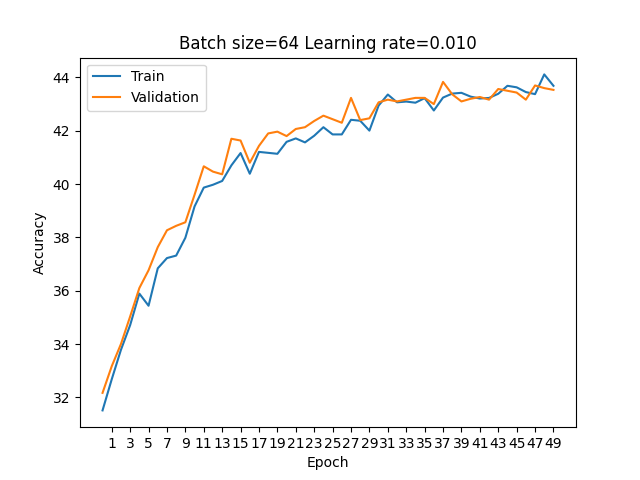 Batch size=64 Learning rate=0.010
Train
Validation
44
42
40
38
36
34
32
Accuracy
1 3 5 7 9 11 13 15 17 19 21 23 25 27 29 31 33 35 37 39 41 43 45 47 49
Epoch